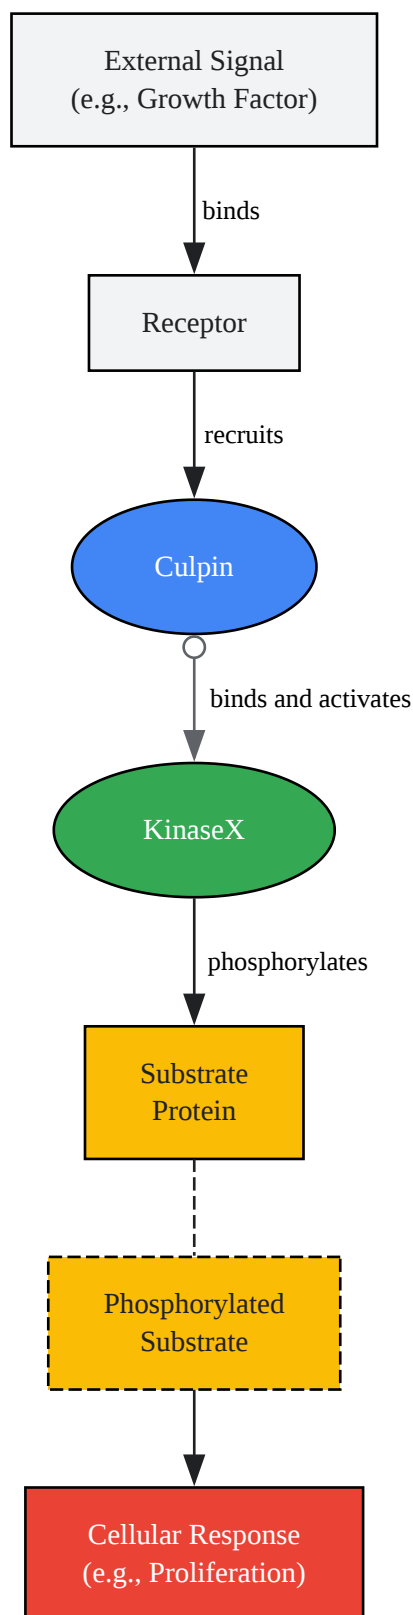 External Signal
(e.g., Growth Factor)
binds
Receptor
recruits
Culpin
binds and activates
KinaseX
phosphorylates
Substrate
Protein
Phosphorylated
Substrate
Cellular Response
(e.g., Proliferation)